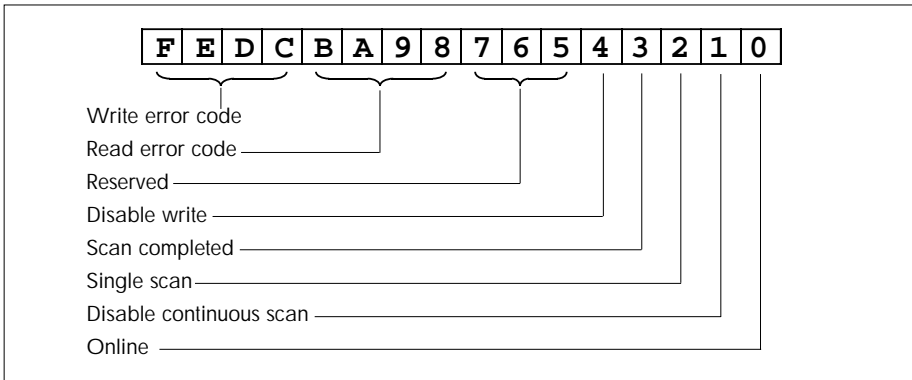 F E D C B A 9 8 7 6 5 4 3 2 1 0
Write error code
Read error code
Reserved
Disable write
Scan completed
Single scan
Disable continuous scan
Online